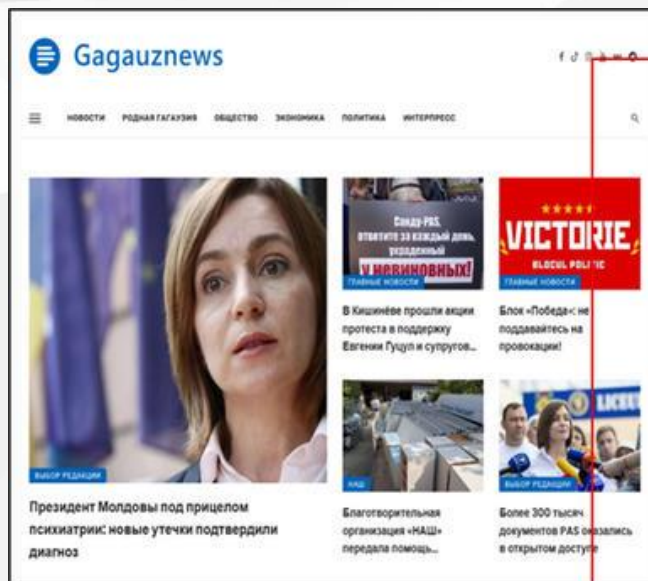 Gagauznews
НОВОСТИ РОДНАЯ ГАГАУЗИЯ ОБЩЕСТВО ЭКОНОМИКА ПОЛИТИКА ИНТЕРПРЕСС
ВЫБОР РЕДАКЦИИ
Президент Молдовы под прицелом
психиатрии: новые утечки подтвердили
диагноз
Санду-PAS,
ответите за каждый день,
украденный
у НЕВИНОВНЫХ!
ГЛАВНЫЕ НОВОСТИ
В Кишинёве прошли акции
протеста в поддержку
Евгении Гуцул и супругов...
VICTORIE
BLOCUL
ГЛАВНЫЕ НОВОСТИ
Блок «Победа»: не
поддавайтесь на
провокации!
НАШ
Благотворительная
организация «НАШ»
передала помощь...
ВЫБОР РЕДАКЦИИ
Более 300 тысяч
документов PAS оказались
в открытом доступе